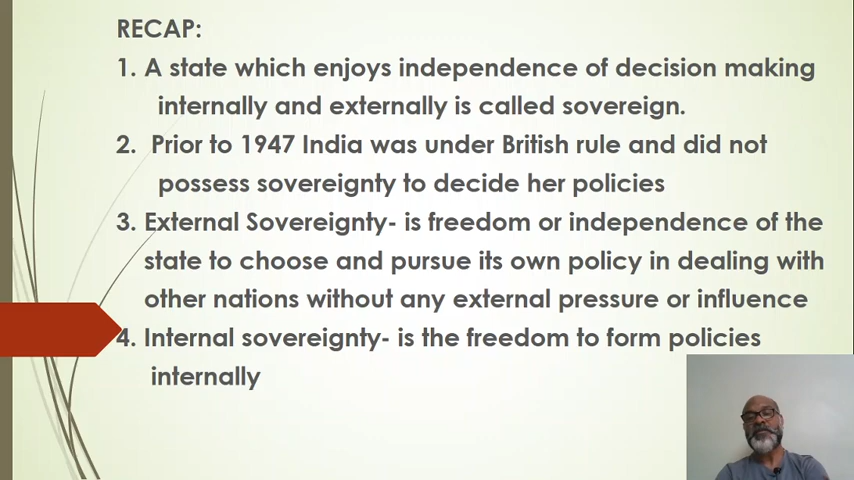 RECAP:
1. A state which enjoys independence of decision making
internally and externally is called sovereign.
2. Prior to 1947 India was under British rule and did not
possess sovereignty to decide her policies
3. External Sovereignty- is freedom or independence of the
state to choose and pursue its own policy in dealing with
other nations without any external pressure or influence
4. Internal sovereignty- is the freedom to form policies
internally